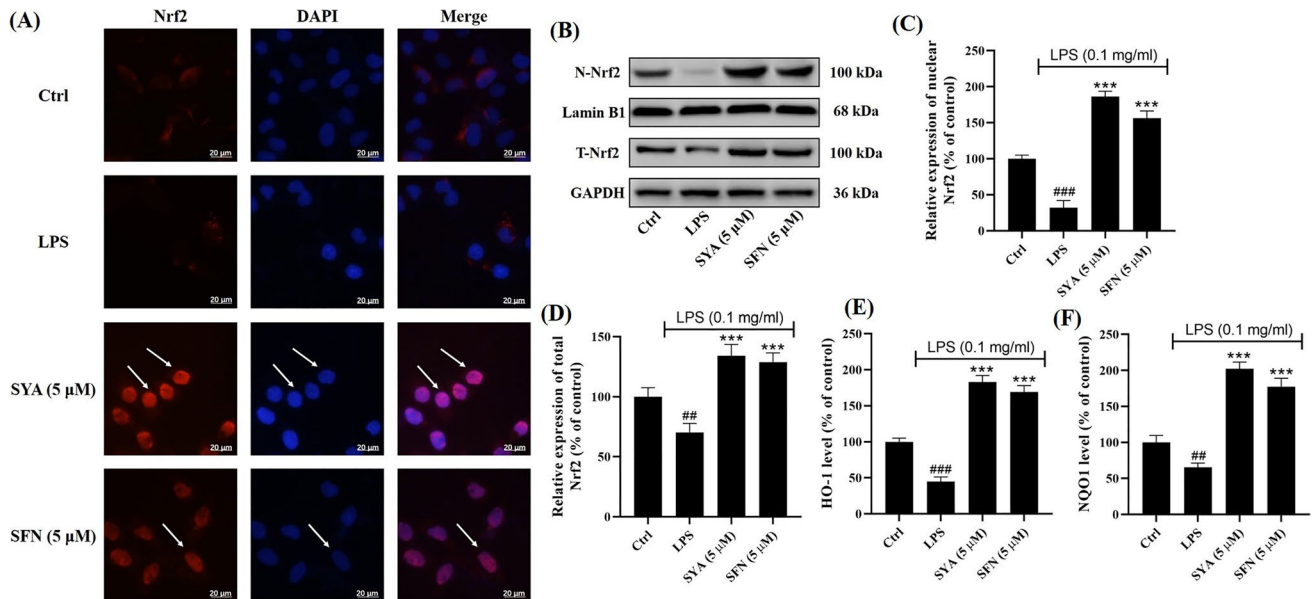 (A)
Nrf2 DAPI Merge
Ctrl
20 μm 20 μm 20 μm
LPS
20 μm 20 μm 20 μm
SYA (5 μM)
20 μm 20 μm 20 μm
SFN (5 μM)
20 μm 20 μm 20 μm
(B)
N-Nrf2 100 kDa
Lamin B1 68 kDa
T-Nrf2 100 kDa
GAPDH 36 kDa
Ctrl LPS SYA (5 μM) SFN (5 μM)
(C)
Relative expression of nuclear
Nrf2 (% of control)
LPS (0.1 mg/ml)
250
200
150
100
50
0
###
***
***
Ctrl LPS SYA (5 μM) SFN (5 μM)
(D)
Relative expression of total
Nrf2 (% of control)
LPS (0.1 mg/ml)
150
100
50
0
##
***
***
Ctrl LPS SYA (5 μM) SFN (5 μM)
(E)
HO-1 level (% of control)
LPS (0.1 mg/ml)
250
200
150
100
50
0
###
***
***
Ctrl LPS SYA (5 μM) SFN (5 μM)
(F)
NQO1 level (% of control)
LPS (0.1 mg/ml)
250
200
150
100
50
0
##
***
***
Ctrl LPS SYA (5 μM) SFN (5 μM)